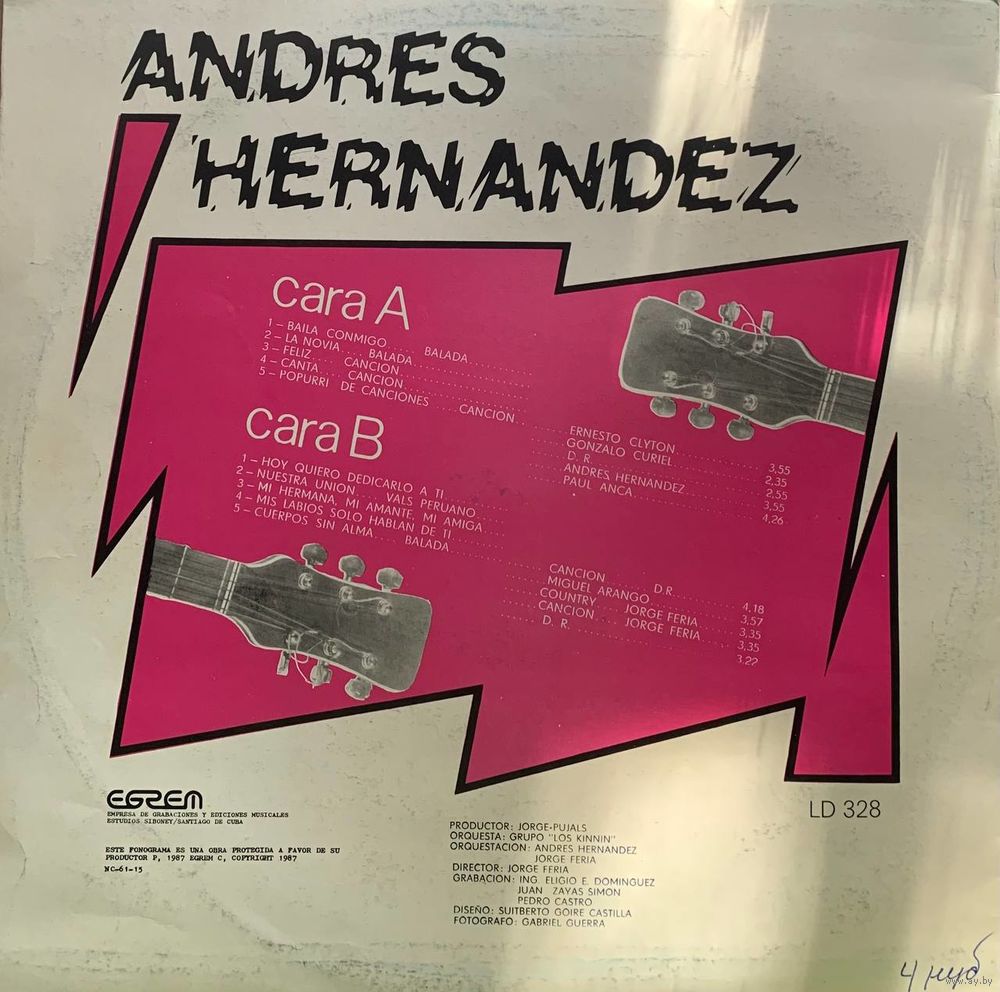 ANDRES
HERNANDEZ
cara A
1 – BAILA CONMIGO..... BALADA............ ERNESTO CLYTON............ 3,55
2 – LA NOVIA.... BALADA............ GONZALO CURIEL............ 2,35
3 – FELIZ...... CANCION............ D. R............ 2,55
4 – CANTA..... CANCION............ ANDRES HERNANDEZ............ 3,55
5 – POPURRI DE CANCIONES..... CANCION............ PAUL ANCA............ 4,26
cara B
1 – HOY QUIERO DEDICARLO A TI............ CANCION........ D.R............ 4,18
2 – NUESTRA UNION..... VALS PERUANO............ MIGUEL ARANGO............ 3,57
3 – MI HERMANA, MI AMANTE, MI AMIGA............ COUNTRY..... JORGE FERIA............ 3,35
4 – MIS LABIOS SOLO HABLAN DE TI............ CANCION..... JORGE FERIA............ 3,35
5 – CUERPOS SIN ALMA..... BALADA............ D. R............
EGREM
EMPRESA DE GRABACIONES Y EDICIONES MUSICALES
ESTUDIOS SIBONEY/SANTIAGO DE CUBA
LD 328
ESTE FONOGRAMA ES UNA OBRA PROTEGIDA A FAVOR DE SU
PRODUCTOR P, 1987 EGREM C, COPYRIGHT 1987
NC-61-15
PRODUCTOR: JORGE-PUJALS
ORQUESTA: GRUPO "LOS KINNIN"
ORQUESTACION: ANDRES HERNANDEZ
JORGE FERIA
DIRECTOR: JORGE FERIA
GRABACION: ING. ELIGIO E. DOMINGUEZ
JUAN ZAYAS SIMON
PEDRO CASTRO
DISEÑO: SUITBERTO GOIRE CASTILLA
FOTOGRAFO: GABRIEL GUERRA
4 руб
www.ay.by